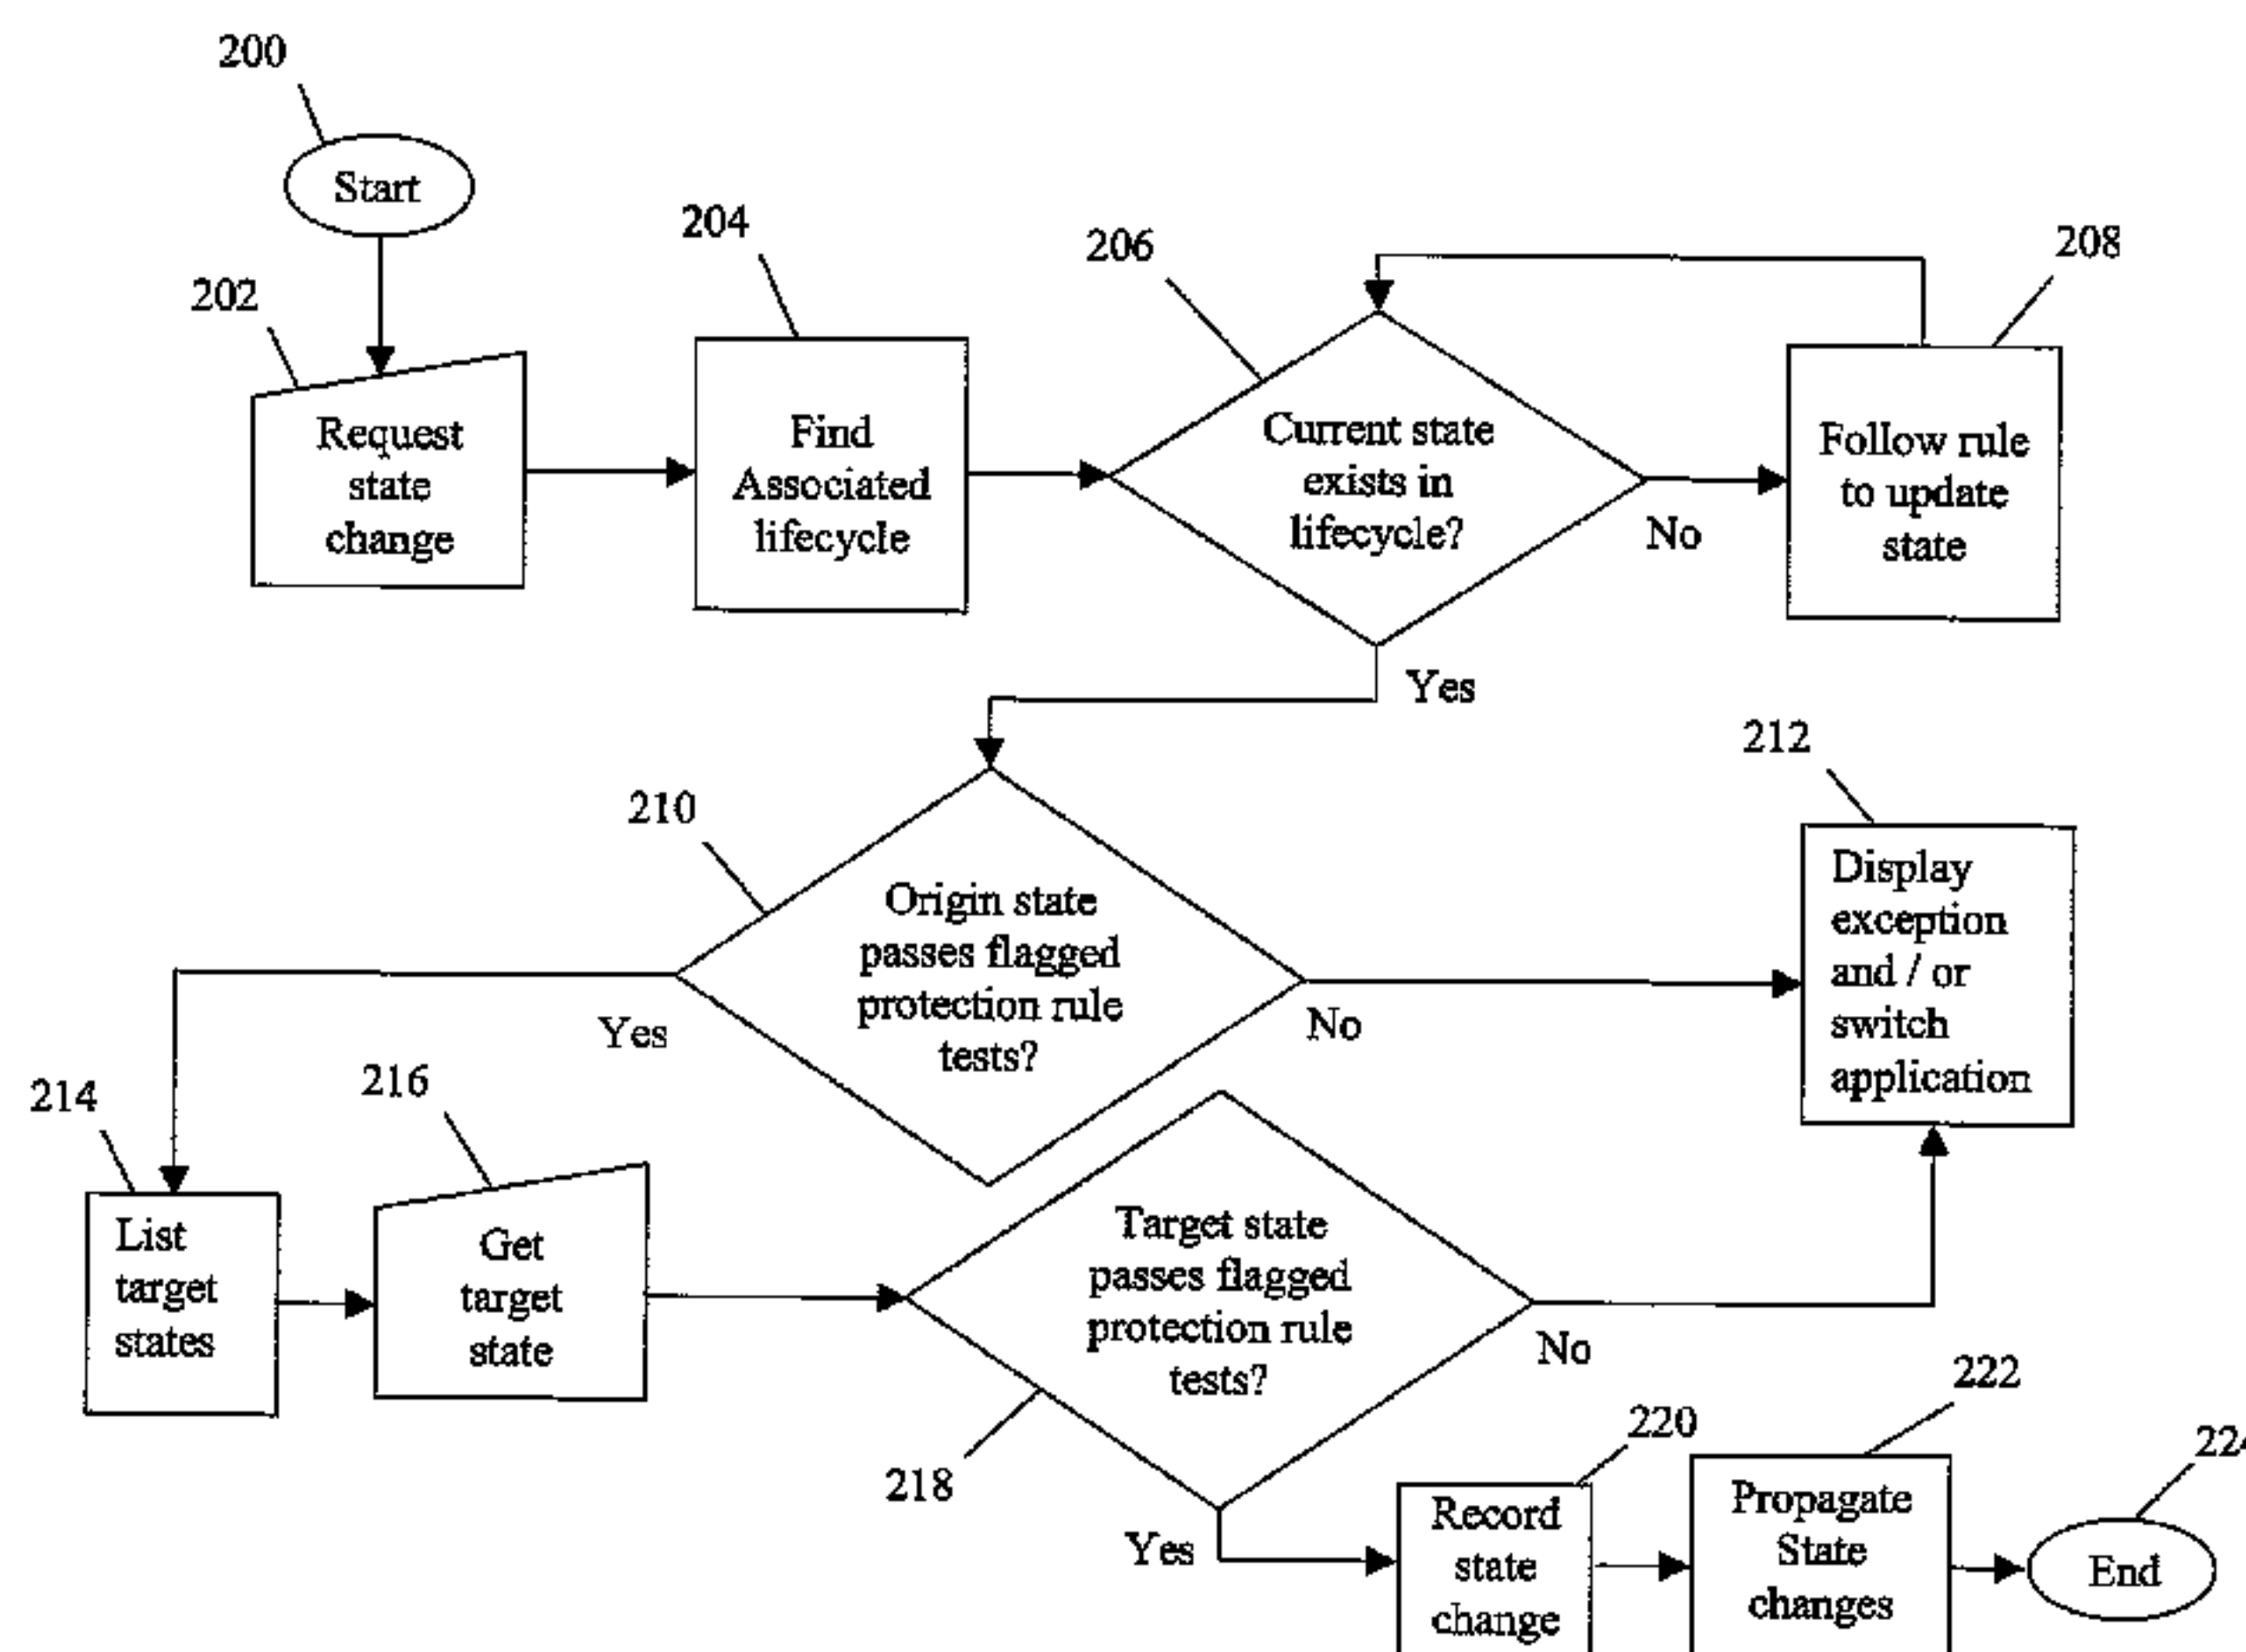 200
Start
202
Request
state
change
204
Find
Associated
lifecycle
206
Current state
exists in
lifecycle?
No
Yes
208
Follow rule
to update
state
210
Origin state
passes flagged
protection rule
tests?
Yes
No
212
Display
exception
and / or
switch
application
214
List
target
states
216
Get
target
state
Target state
passes flagged
protection rule
tests?
218
No
Yes
220
Record
state
change
222
Propagate
State
changes
End